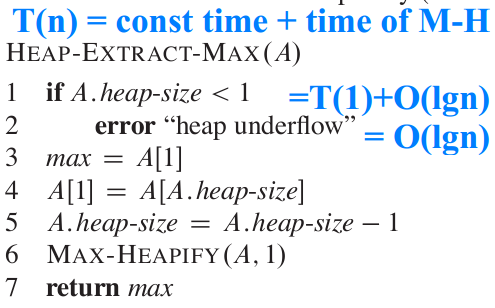 T(n) = const time + time of M-H
HEAP-EXTRACT-MAX(A)
1 if A.heap-size < 1 =T(1)+O(lgn)
2 error “heap underflow” = O(lgn)
3 max = A[1]
4 A[1] = A[A.heap-size]
5 A.heap-size = A.heap-size − 1
6 MAX-HEAPIFY(A, 1)
7 return max